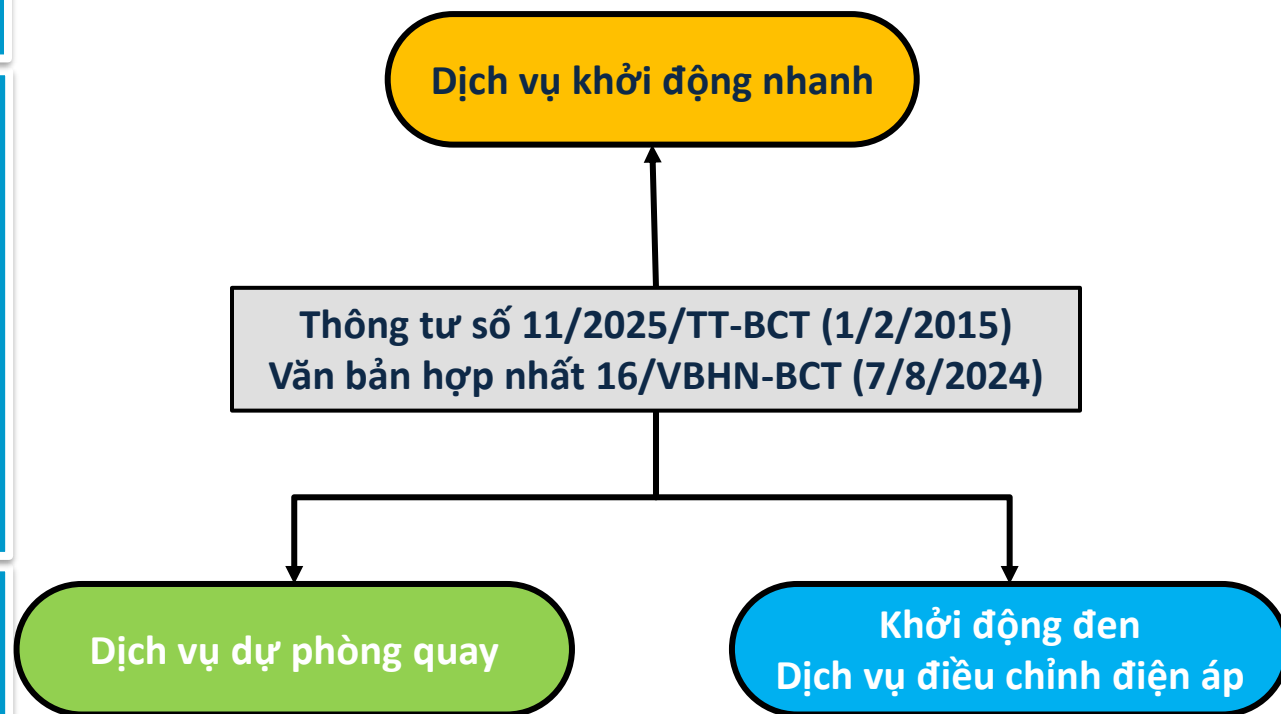 Dịch vụ khởi động nhanh
Thông tư số 11/2025/TT-BCT (1/2/2015)
Văn bản hợp nhất 16/VBHN-BCT (7/8/2024)
Dịch vụ dự phòng quay
Khởi động đen
Dịch vụ điều chỉnh điện áp